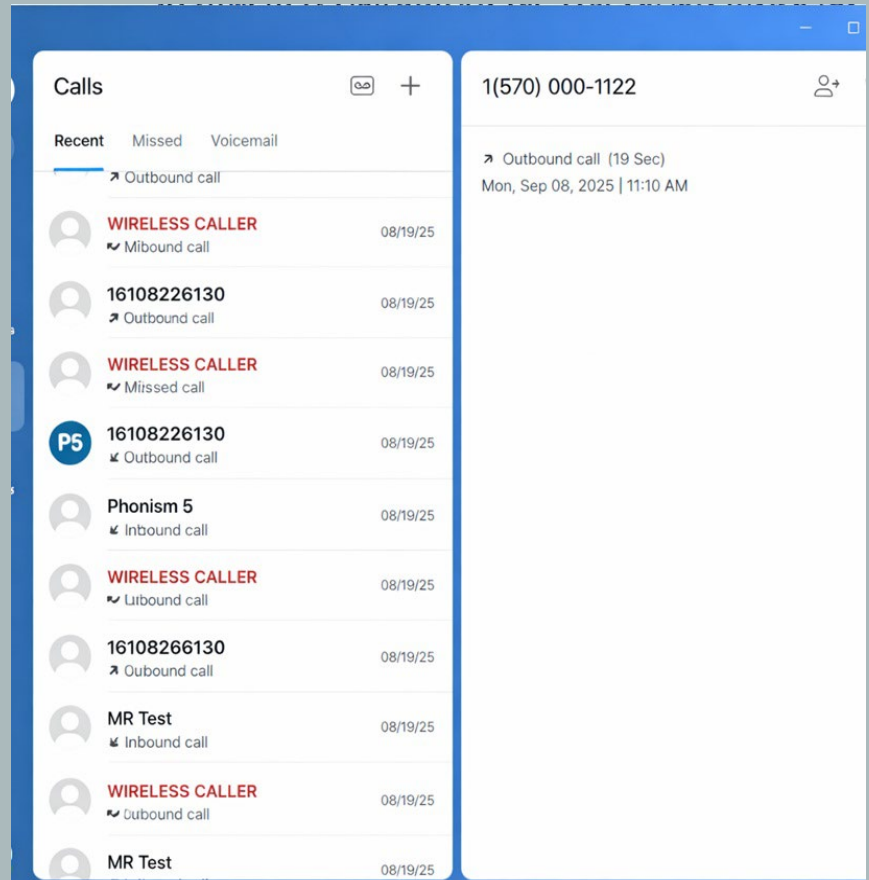 Calls
Recent Missed Voicemail
Outbound call
WIRELESS CALLER
08/19/25
Mibound call
16108226130
08/19/25
Outbound call
WIRELESS CALLER
08/19/25
Missed call
P5
16108226130
08/19/25
Outbound call
Phonism 5
08/19/25
Inbound call
WIRELESS CALLER
08/19/25
call
16108266130
08/19/25
Oubound call
MR Test
08/19/25
Inbound call
WIRELESS CALLER
08/19/25
call
MR Test
08/19/25
1(570) 000-1122
Outbound call (19 Sec)
Mon, Sep 08, 2025 | 11:10 AM